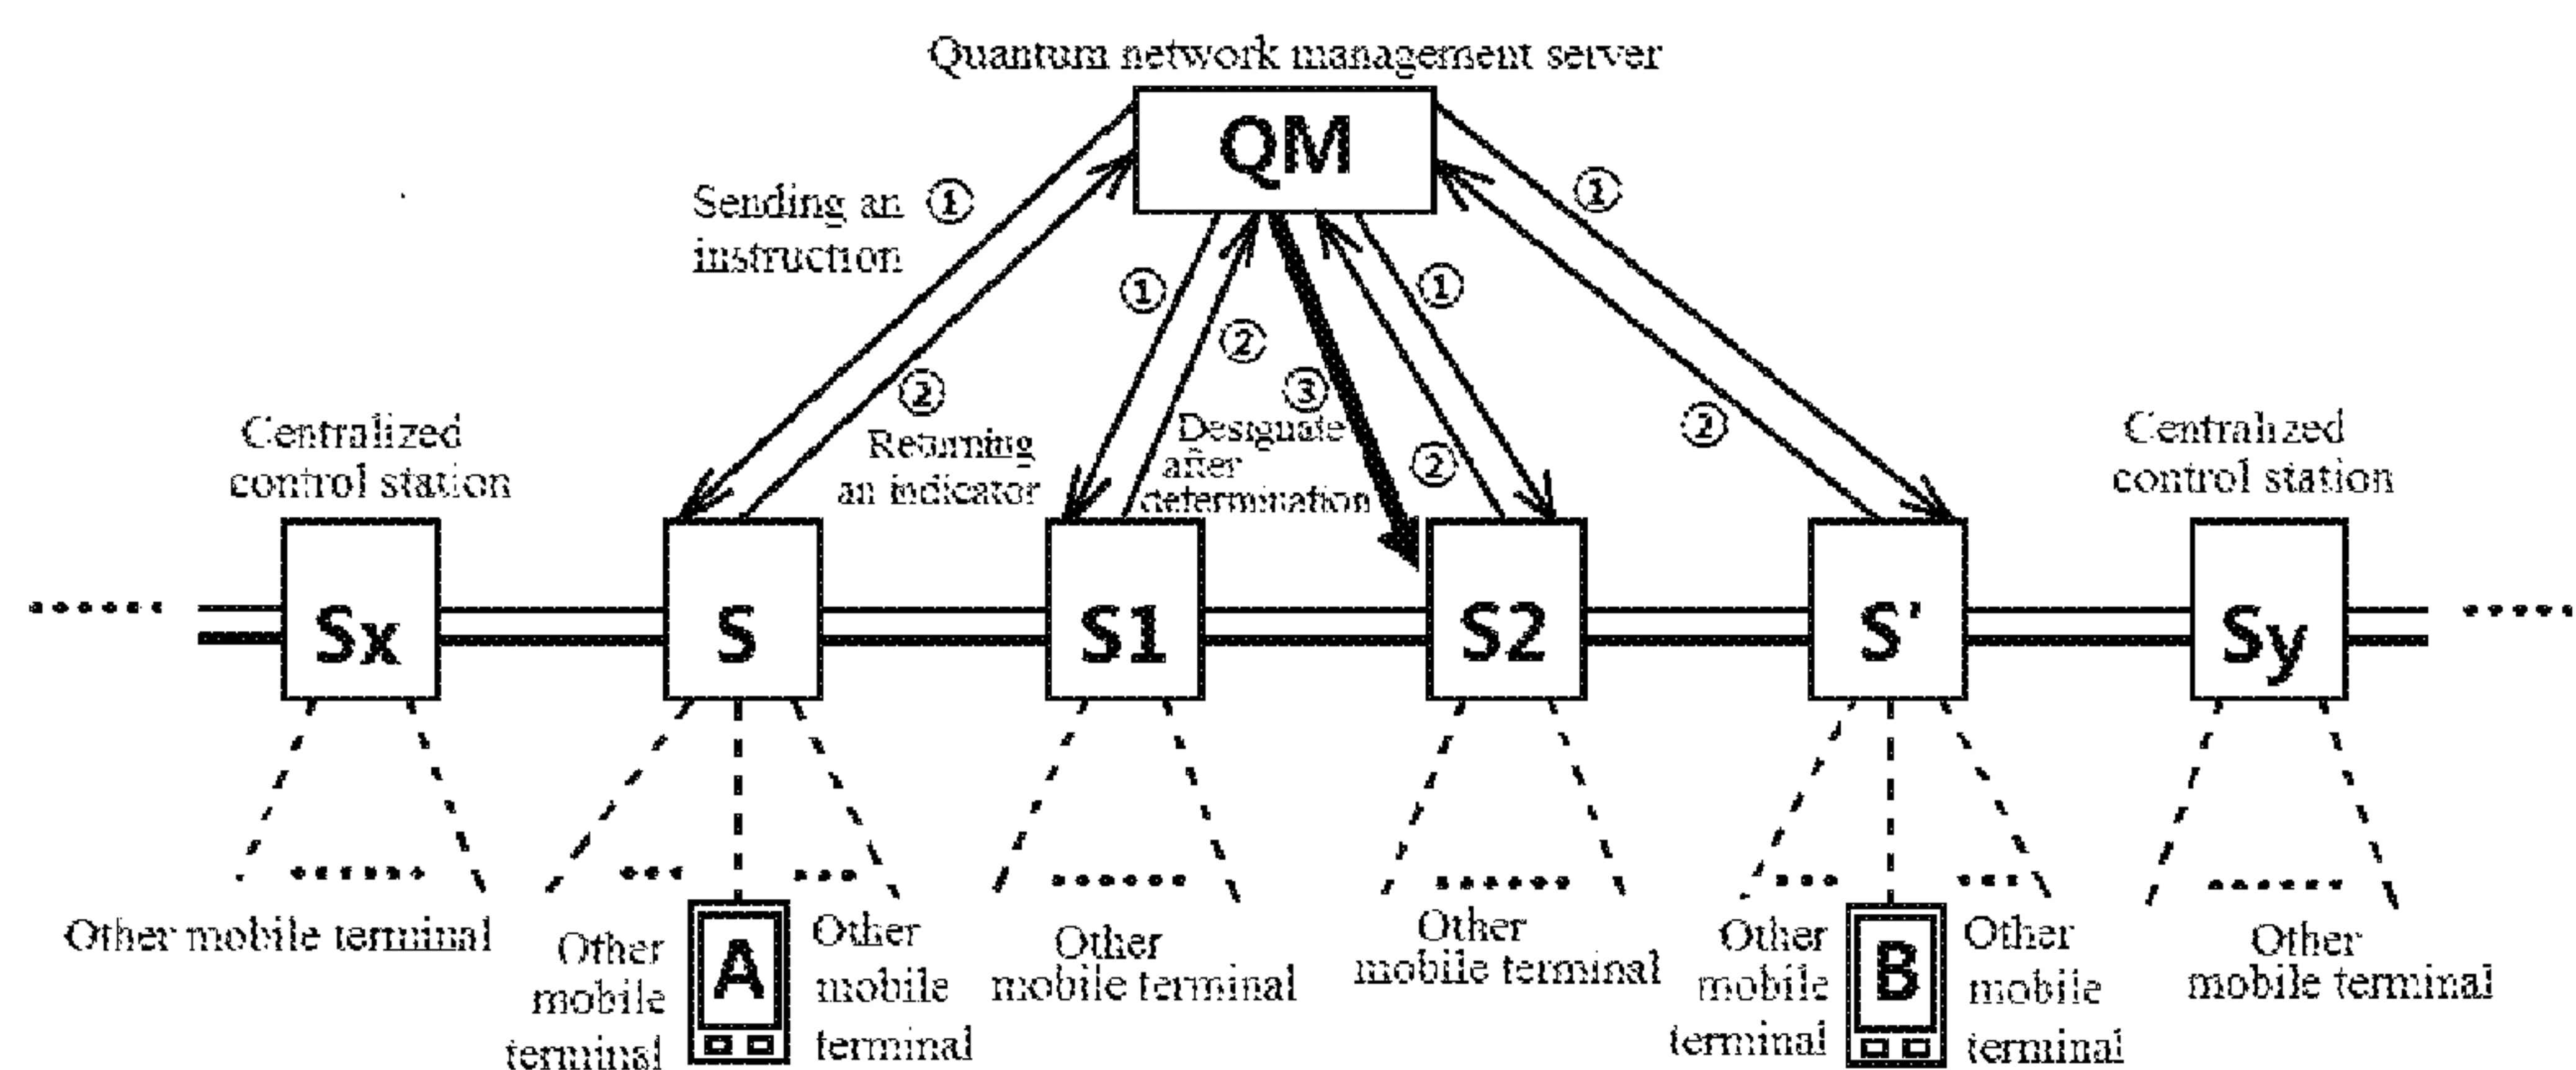 Quantum network management server
QM
Sending an ①
instruction
①
①
①
②
②
③
②
②
Returning
an indicator
Designate
after
determination
Centralized
control station
Centralized
control station
Sx
S
S1
S2
S'
Sy
Other mobile terminal
Other
mobile
terminal
A
Other
mobile
terminal
Other
mobile terminal
Other
mobile terminal
Other
mobile
terminal
B
Other
mobile
terminal
Other
mobile terminal